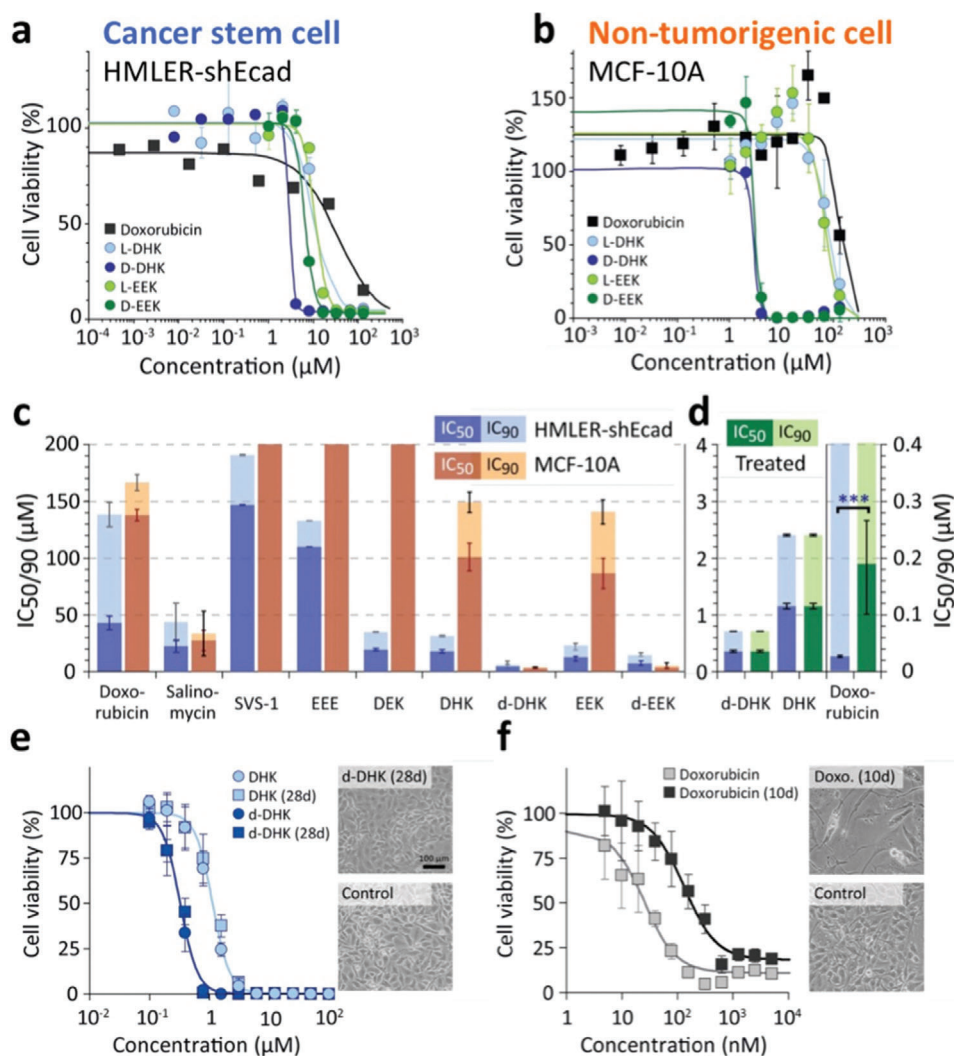 a Cancer stem cell
HMLER-shEcad
Cell Viability (%)
100
50
0
Doxorubicin
L-DHK
D-DHK
L-EEK
D-EEK
10-4 10-3 10-1 1 10 102 103
Concentration (μM)
b Non-tumorigenic cell
MCF-10A
Cell viability (%)
150
100
50
0
Doxorubicin
L-DHK
D-DHK
L-EEK
D-EEK
10-3 10-2 10-1 1 10 102 103
Concentration (μM)
c
IC50/90 (μM)
200
150
100
50
0
IC50 IC90 HMLER-shEcad
IC50 IC90 MCF-10A
Doxo-
rubicin
Salino-
mycin
SVS-1 EEE DEK DHK d-DHK EEK d-EEK
d
IC50 IC90
Treated
4
3
2
1
0
***
0.4
0.3
0.2
0.1
0
IC50/90 (μM)
d-DHK DHK Doxo-
rubicin
e
Cell viability (%)
100
75
50
25
0
DHK
DHK (28d)
d-DHK
d-DHK (28d)
10-2 10-1 1 10 102
Concentration (μM)
d-DHK (28d)
100 μm
Control
f
Cell viability (%)
100
75
50
25
0
Doxorubicin
Doxorubicin (10d)
1 10 102 103 104
Concentration (nM)
Doxo. (10d)
Control